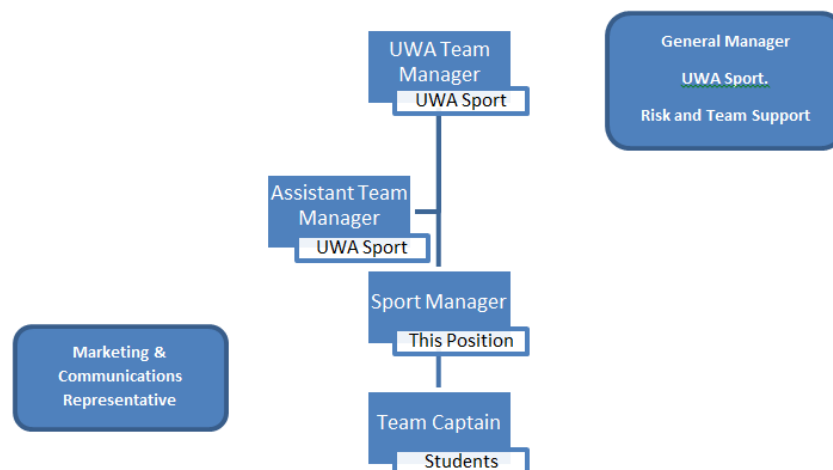 UWA Team
Manager
UWA Sport
General Manager
UWA Sport.
Risk and Team Support
Assistant Team
Manager
UWA Sport
Sport Manager
This Position
Marketing &
Communications
Representative
Team Captain
Students